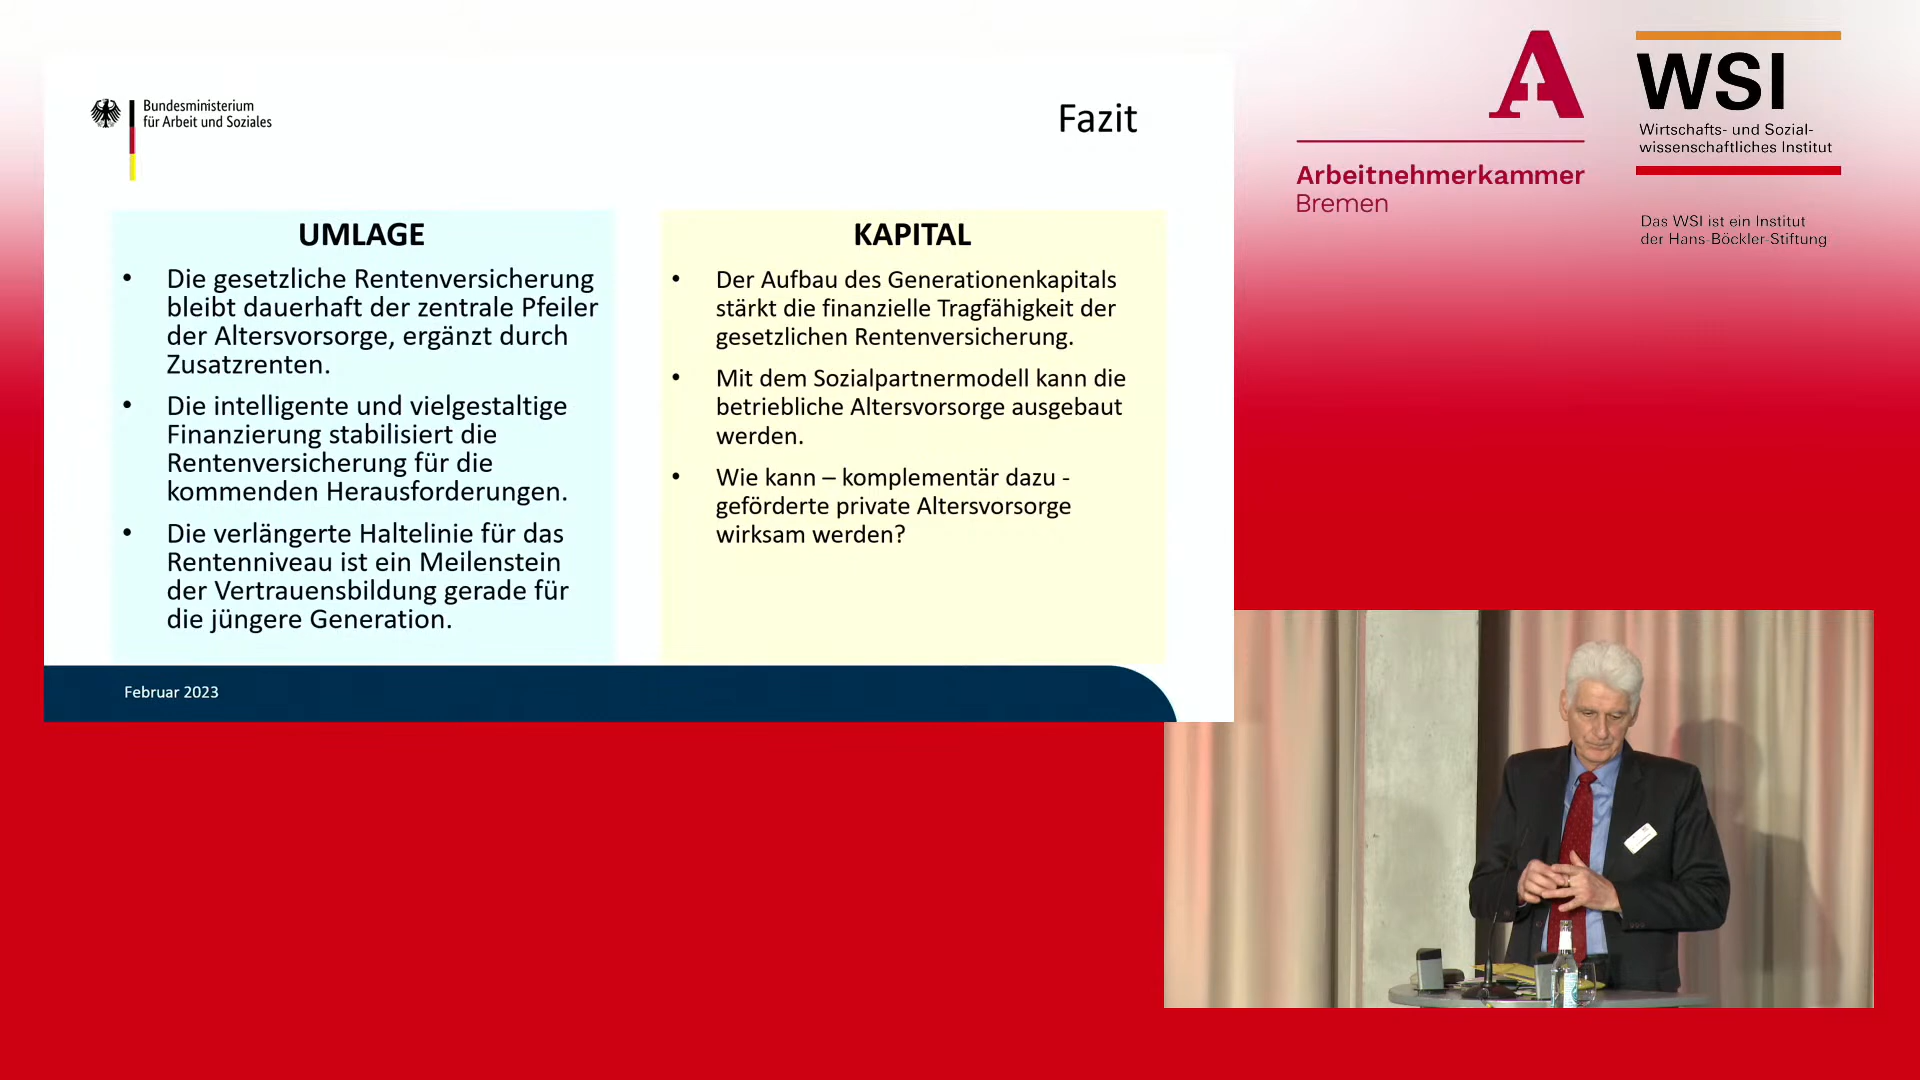 Bundesministerium
für Arbeit und Soziales
Fazit
UMLAGE
• Die gesetzliche Rentenversicherung
bleibt dauerhaft der zentrale Pfeiler
der Altersvorsorge, ergänzt durch
Zusatzrenten.
• Die intelligente und vielgestaltige
Finanzierung stabilisiert die
Rentenversicherung für die
kommenden Herausforderungen.
• Die verlängerte Haltelinie für das
Rentenniveau ist ein Meilenstein
der Vertrauensbildung gerade für
die jüngere Generation.
KAPITAL
• Der Aufbau des Generationenkapitals
stärkt die finanzielle Tragfähigkeit der
gesetzlichen Rentenversicherung.
• Mit dem Sozialpartnermodell kann die
betriebliche Altersvorsorge ausgebaut
werden.
• Wie kann – komplementär dazu -
geförderte private Altersvorsorge
wirksam werden?
Februar 2023
A
Arbeitnehmerkammer
Bremen
WSI
Wirtschafts- und Sozial-
wissenschaftliches Institut
Das WSI ist ein Institut
der Hans-Böckler-Stiftung